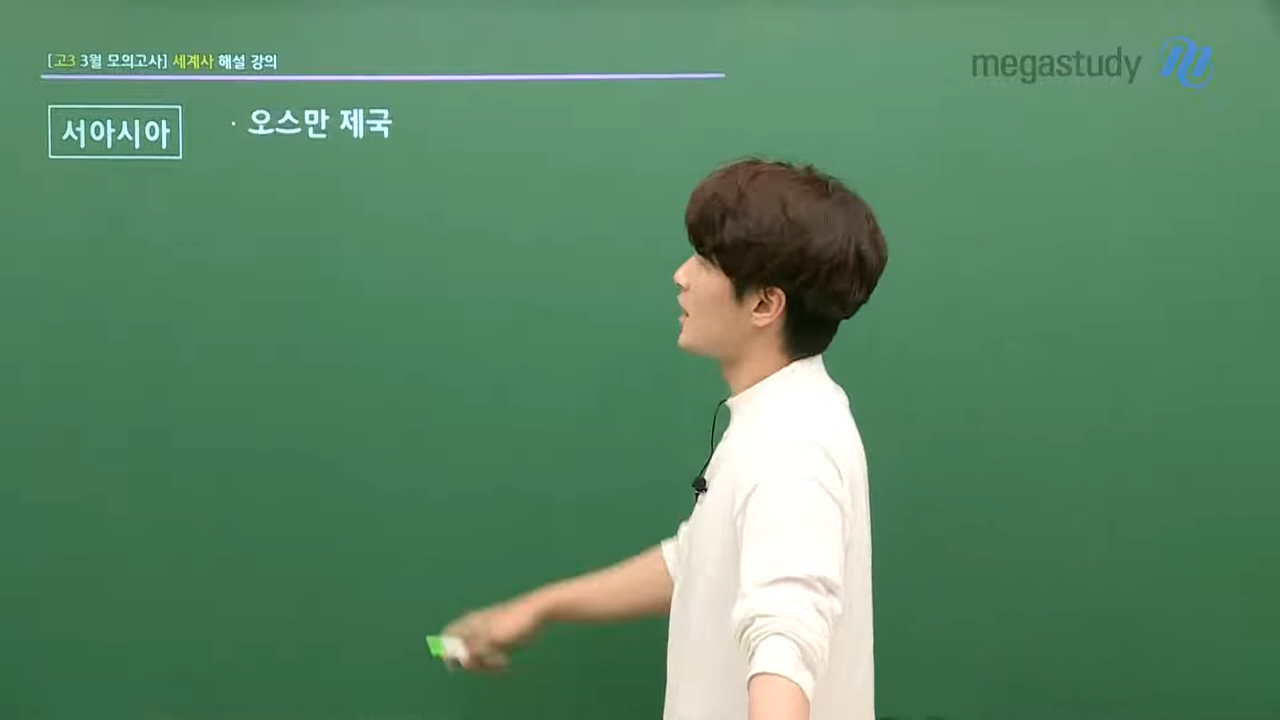 [고3 3월 모의고사] 세계사 해설 강의
megastudy
서아시아
· 오스만 제국